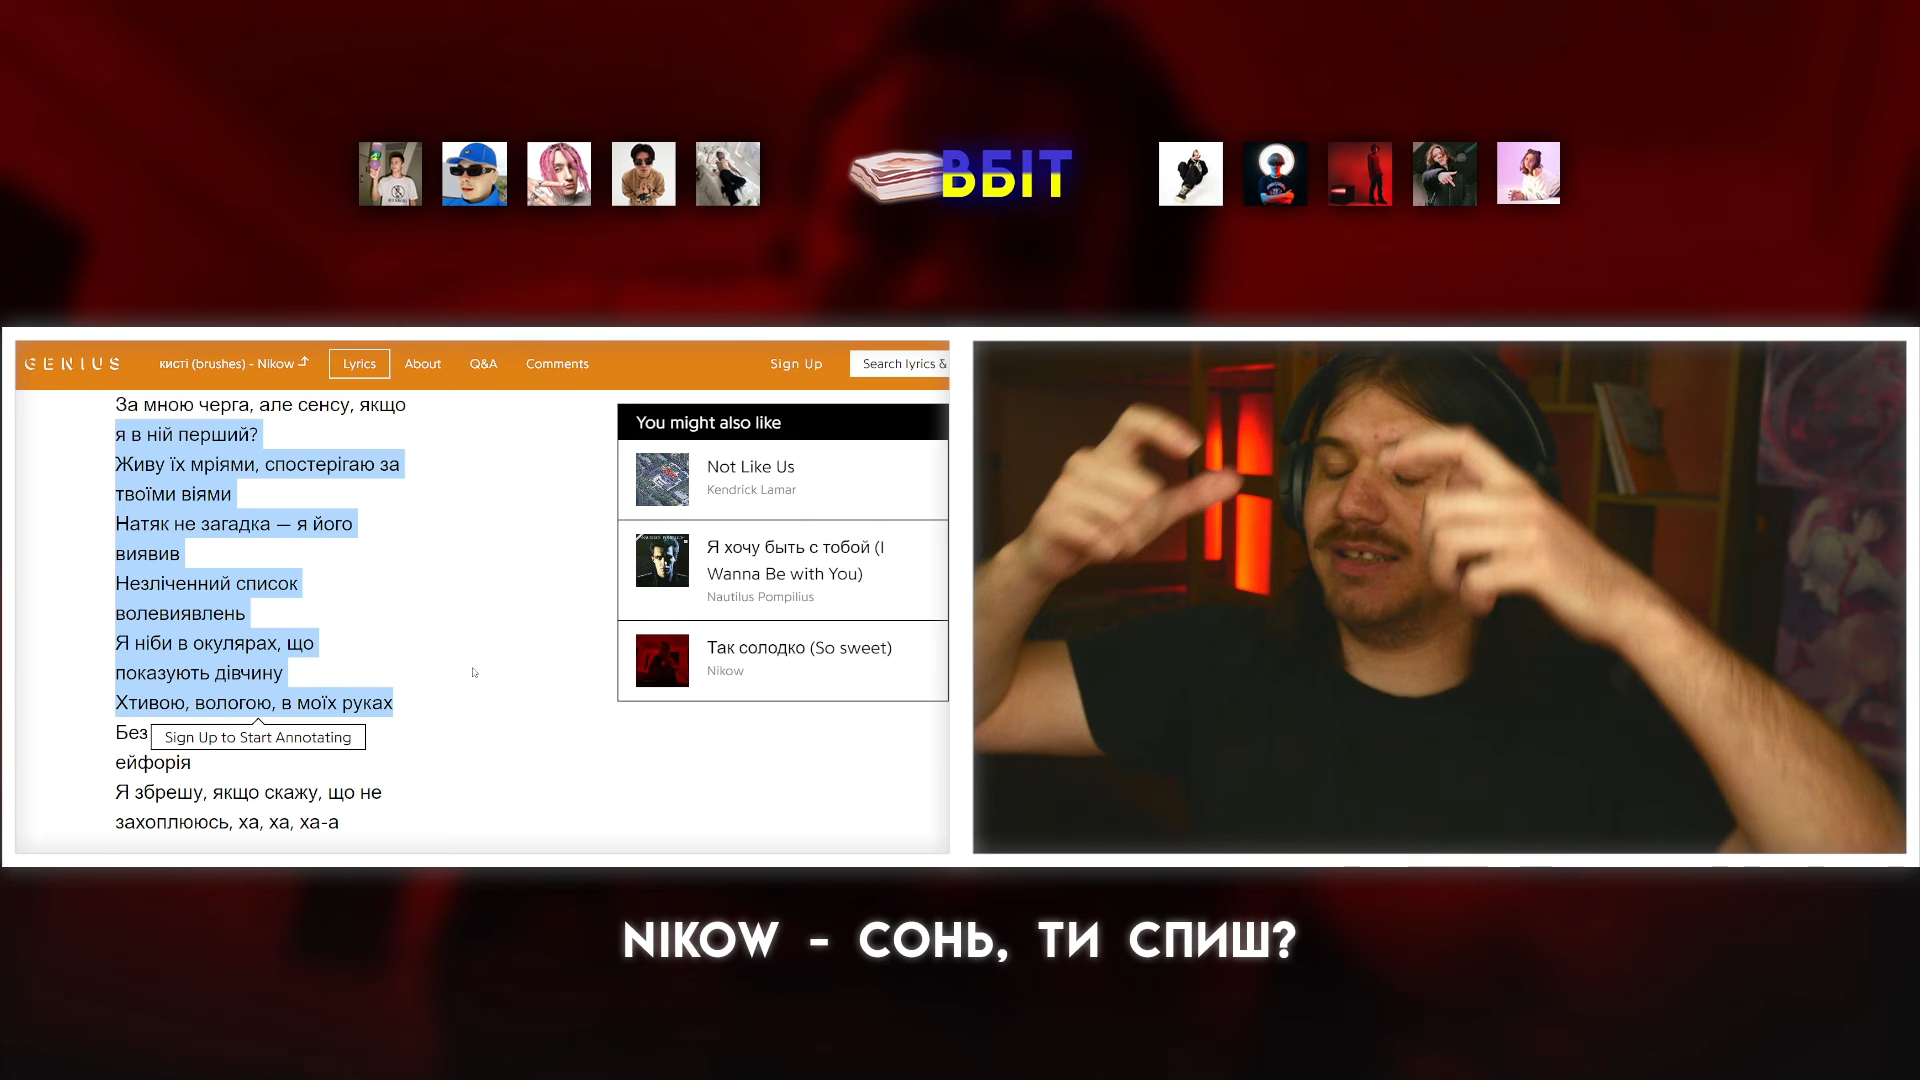 ВБІТ
GENIUS
кисті (brushes) - Nikow
Lyrics
About
Q&A
Comments
Sign Up
Search lyrics &
За мною черга, але сенсу, якщо
я в ній перший?
Живу їх мріями, спостерігаю за
твоїми віями
Натяк не загадка — я його
виявив
Незліченний список
волевиявлень
Я ніби в окулярах, що
показують дівчину
Хтивою, вологою, в моїх руках
Без
Sign Up to Start Annotating
ейфорія
Я збрешу, якщо скажу, що не
захоплююсь, ха, ха, ха-а
You might also like
Not Like Us
Kendrick Lamar
Я хочу быть с тобой (I
Wanna Be with You)
Nautilus Pompilius
Так солодко (So sweet)
Nikow
NIKOW - СОНЬ, ТИ СПИШ?